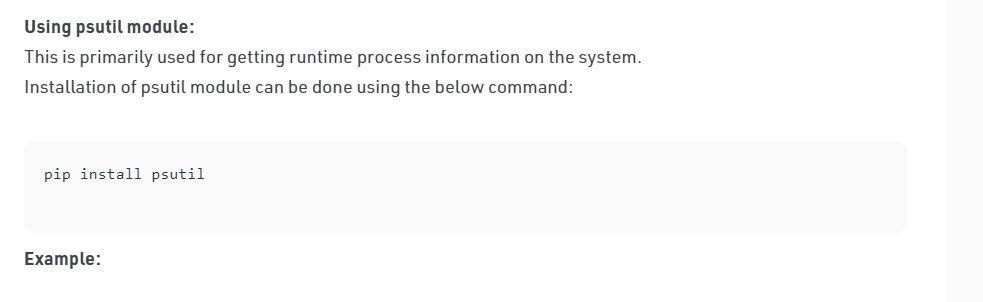 Using psutil module:
This is primarily used for getting runtime process information on the system.
Installation of psutil module can be done using the below command:
pip install psutil
Example: